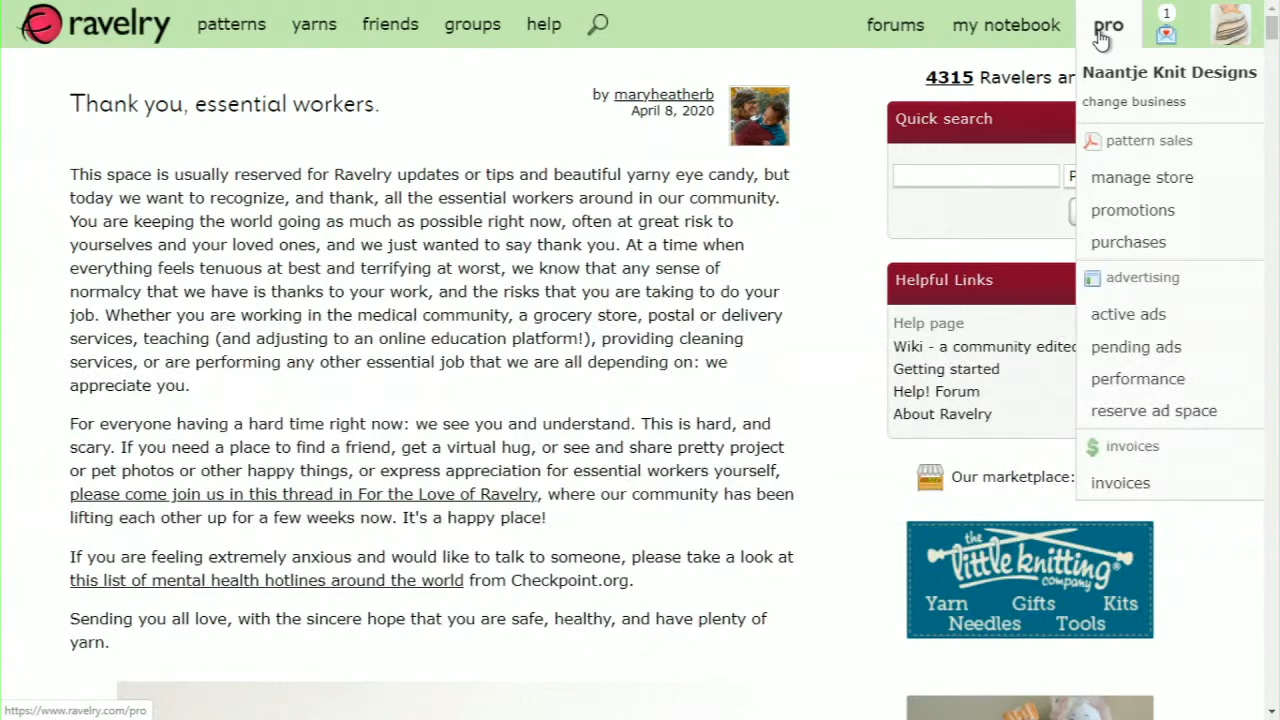 ravelry
patterns yarns friends groups help
forums my notebook pro 1
Thank you, essential workers.
by maryheatherb
April 8, 2020
This space is usually reserved for Ravelry updates or tips and beautiful yarny eye candy, but
today we want to recognize, and thank, all the essential workers around in our community.
You are keeping the world going as much as possible right now, often at great risk to
yourselves and your loved ones, and we just wanted to say thank you. At a time when
everything feels tenuous at best and terrifying at worst, we know that any sense of
normalcy that we have is thanks to your work, and the risks that you are taking to do your
job. Whether you are working in the medical community, a grocery store, postal or delivery
services, teaching (and adjusting to an online education platform!), providing cleaning
services, or are performing any other essential job that we are all depending on: we
appreciate you.
For everyone having a hard time right now: we see you and understand. This is hard, and
scary. If you need a place to find a friend, get a virtual hug, or see and share pretty project
or pet photos or other happy things, or express appreciation for essential workers yourself,
please come join us in this thread in For the Love of Ravelry, where our community has been
lifting each other up for a few weeks now. It's a happy place!
If you are feeling extremely anxious and would like to talk to someone, please take a look at
this list of mental health hotlines around the world from Checkpoint.org.
Sending you all love, with the sincere hope that you are safe, healthy, and have plenty of
yarn.
4315 Ravelers
Quick search
Helpful Links
Help page
Wiki - a community edited
Getting started
Help! Forum
About Ravelry
Our marketplace:
the
little knitting
company
Yarn Gifts Kits
Needles Tools
Naantje Knit Designs
change business
pattern sales
manage store
promotions
purchases
advertising
active ads
pending ads
performance
reserve ad space
invoices
invoices
https://www.ravelry.com/pro